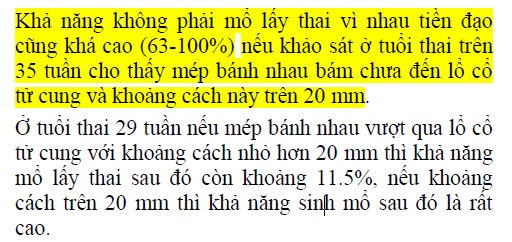 Khả năng không phải mổ lấy thai vì nhau tiền đạo
cũng khá cao (63-100%) nếu khảo sát ở tuổi thai trên
35 tuần cho thấy mép bánh nhau bám chưa đến lổ cổ
tử cung và khoảng cách này trên 20 mm.
Ở tuổi thai 29 tuần nếu mép bánh nhau vượt qua lổ cổ
tử cung với khoảng cách nhỏ hơn 20 mm thì khả năng
mổ lấy thai sau đó còn khoảng 11.5%, nếu khoảng
cách trên 20 mm thì khả năng sinh mổ sau đó là rất
cao.